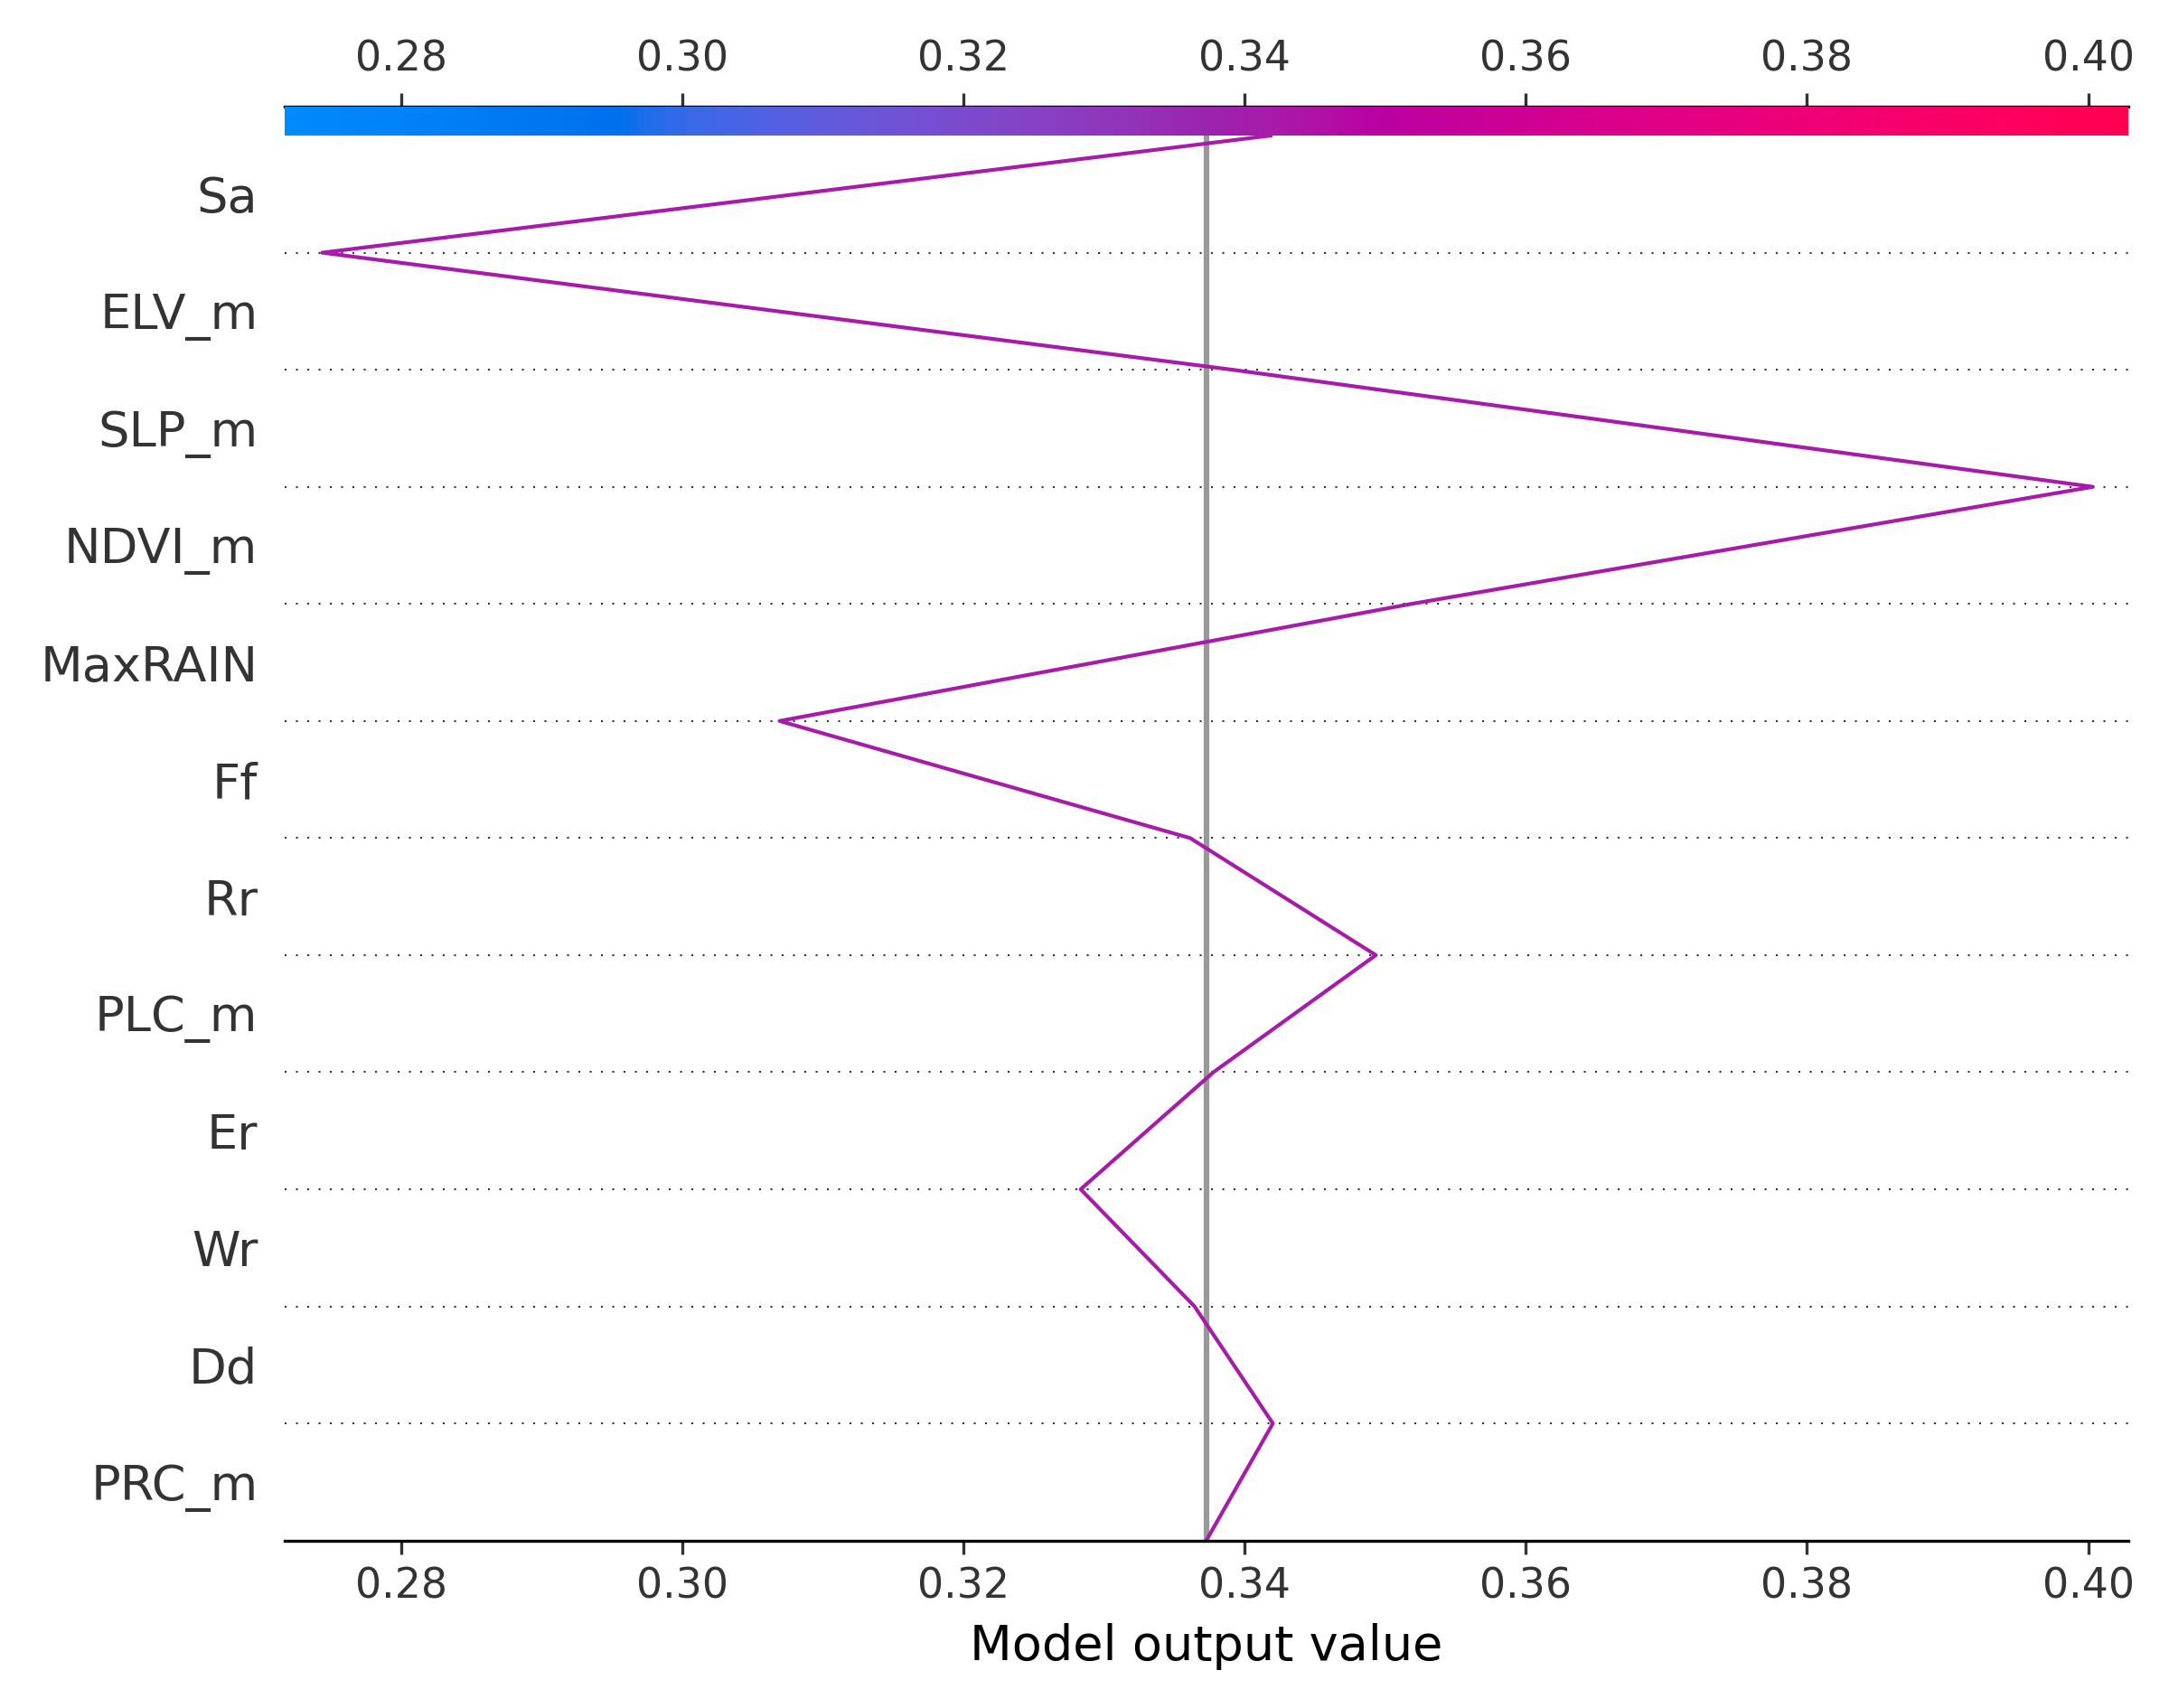 0.28 0.30 0.32 0.34 0.36 0.38 0.40
Sa
ELV_m
SLP_m
NDVI_m
MaxRAIN
Ff
Rr
PLC_m
Er
Wr
Dd
PRC_m
0.28 0.30 0.32 0.34 0.36 0.38 0.40
Model output value